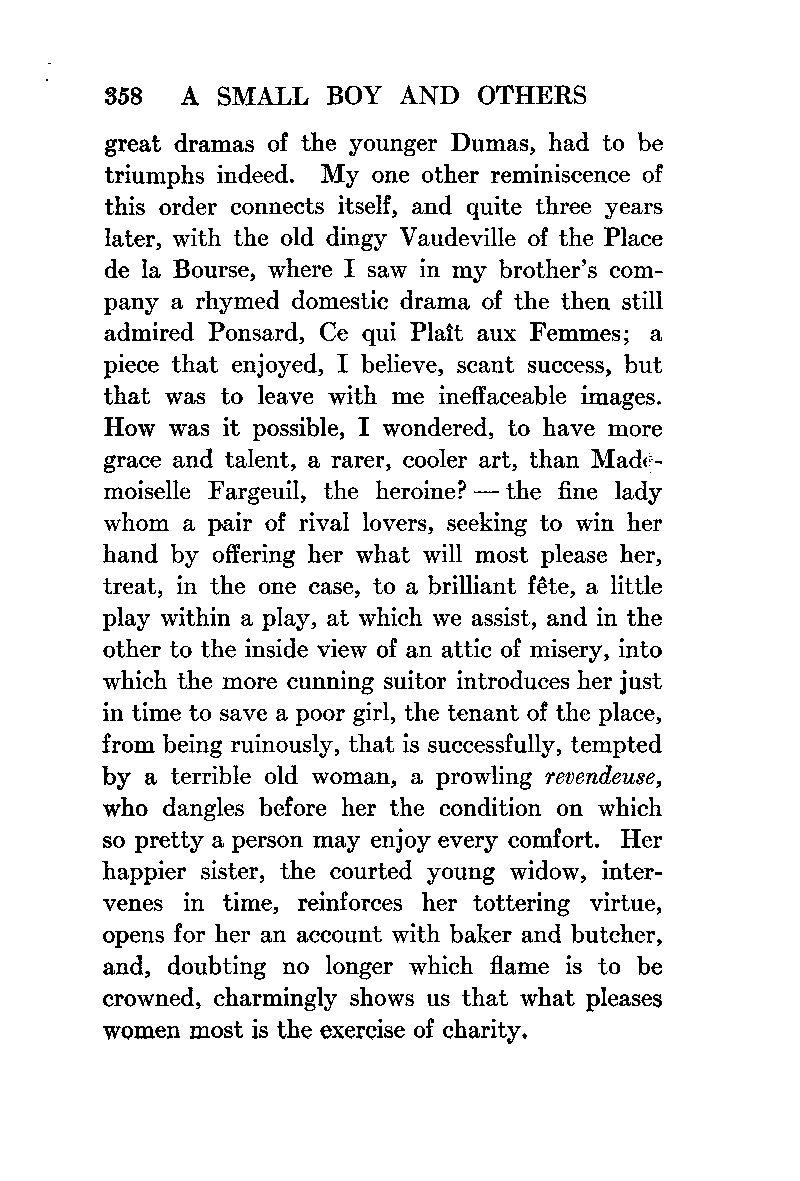 358 A SMALL BOY AND OTHERS
great dramas of the younger Dumas, had to be
triumphs indeed. My one other reminiscence of
this order connects itself, and quite three years
later, with the old dingy Vaudeville of the Place
de la Bourse, where I saw in my brother's com-
pany a rhymed domestic drama of the then still
admired Ponsard, Ce qui Plaît aux Femmes; a
piece that enjoyed, I believe, scant success, but
that was to leave with me ineffaceable images.
How was it possible, I wondered, to have more
grace and talent, a rarer, cooler art, than Made-
moiselle Fargeuil, the heroine? — the fine lady
whom a pair of rival lovers, seeking to win her
hand by offering her what will most please her,
treat, in the one case, to a brilliant fête, a little
play within a play, at which we assist, and in the
other to the inside view of an attic of misery, into
which the more cunning suitor introduces her just
in time to save a poor girl, the tenant of the place,
from being ruinously, that is successfully, tempted
by a terrible old woman, a prowling revendeuse,
who dangles before her the condition on which
so pretty a person may enjoy every comfort. Her
happier sister, the courted young widow, inter-
venes in time, reinforces her tottering virtue,
opens for her an account with baker and butcher,
and, doubting no longer which flame is to be
crowned, charmingly shows us that what pleases
women most is the exercise of charity.